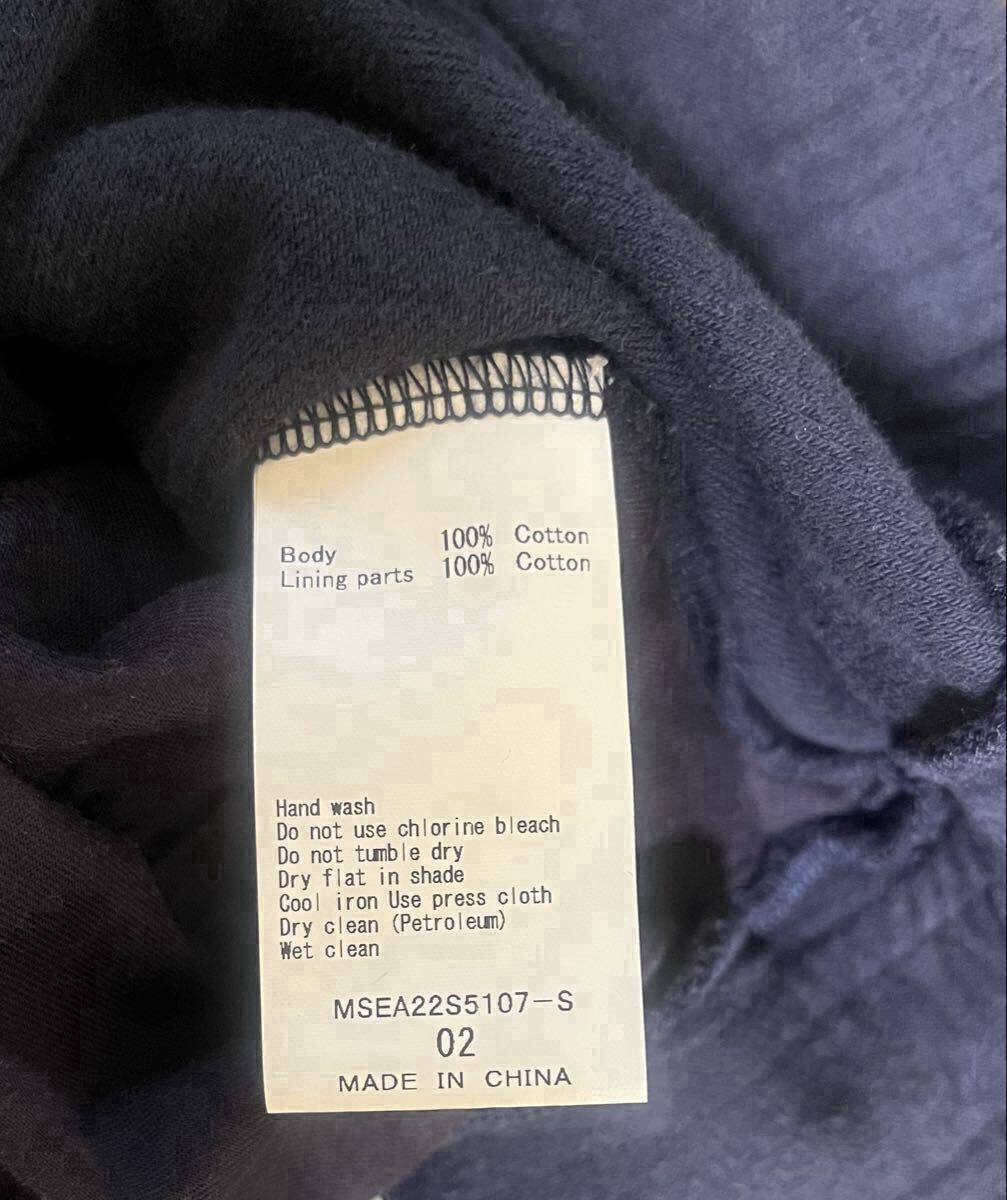 Body 100% Cotton
Lining parts 100% Cotton
Hand wash
Do not use chlorine bleach
Do not tumble dry
Dry flat in shade
Cool iron Use press cloth
Dry clean (Petroleum)
Wet clean
MSEA22S5107-S
02
MADE IN CHINA